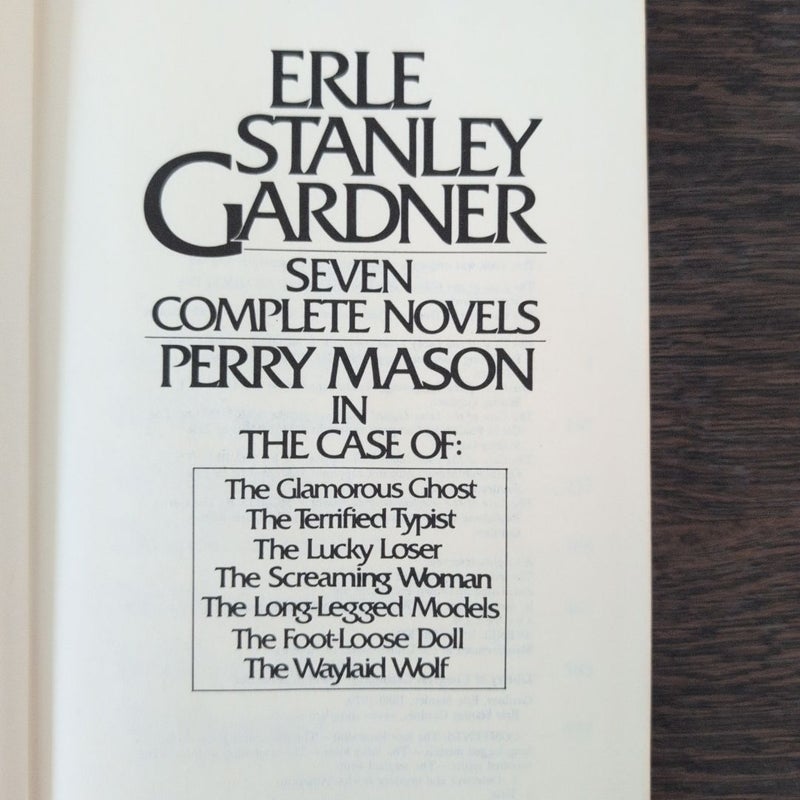 ERLE
STANLEY
GARDNER
SEVEN
COMPLETE NOVELS
PERRY MASON
IN
THE CASE OF:
The Glamorous Ghost
The Terrified Typist
The Lucky Loser
The Screaming Woman
The Long-Legged Models
The Foot-Loose Doll
The Waylaid Wolf